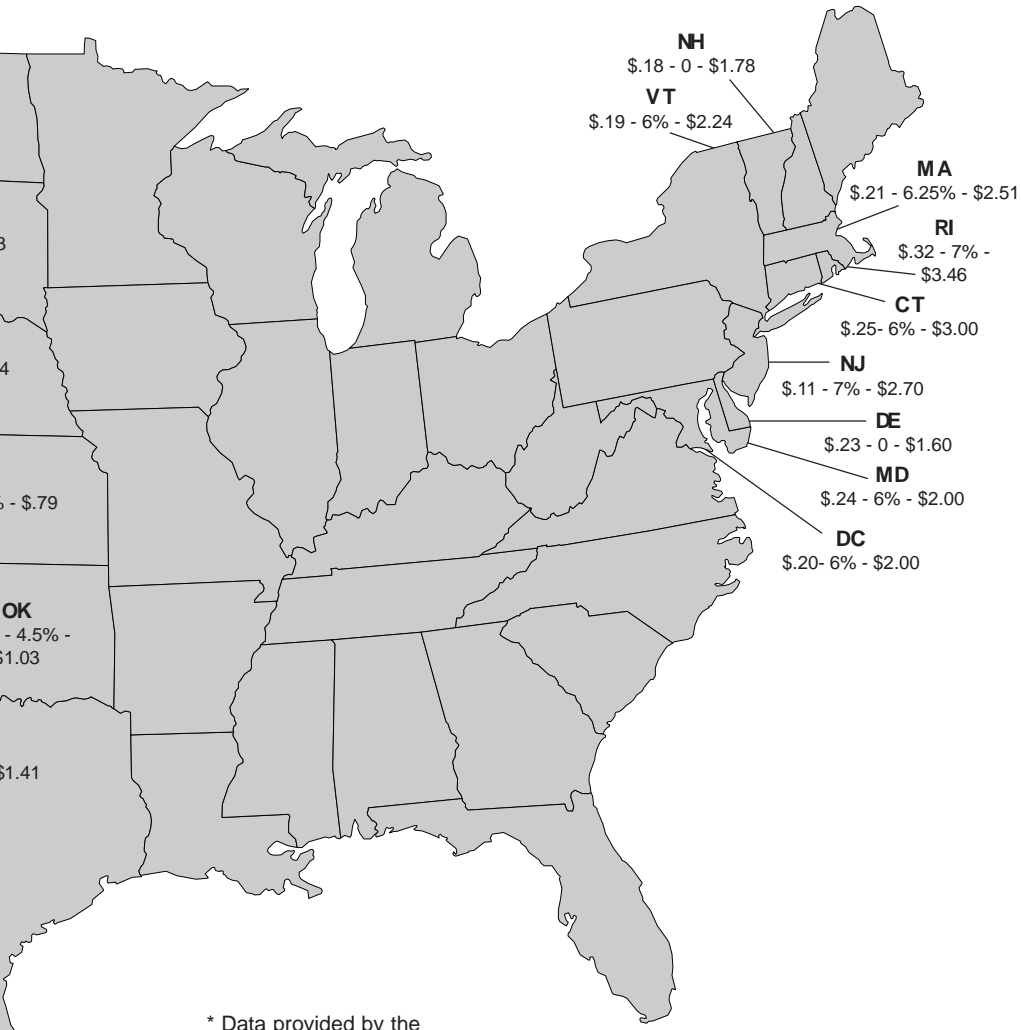 NH
$.18 - 0 - $1.78
VT
$.19 - 6% - $2.24
MA
$.21 - 6.25% - $2.51
RI
$.32 - 7% -
$3.46
CT
$.25- 6% - $3.00
NJ
$.11 - 7% - $2.70
DE
$.23 - 0 - $1.60
MD
$.24 - 6% - $2.00
DC
$.20- 6% - $2.00
3
4
- $.79
OK
- 4.5% -
$1.03
$1.41
* Data provided by the